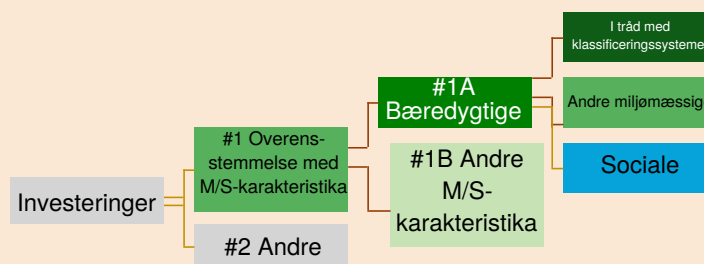 Investeringer
#1 Overens-
stemmelse med
M/S-karakteristika
#2 Andre
#1A
Bæredygtige
#1B Andre
M/S-
karakteristika
I tråd med
klassificeringssysteme
Andre miljømæssig
Sociale